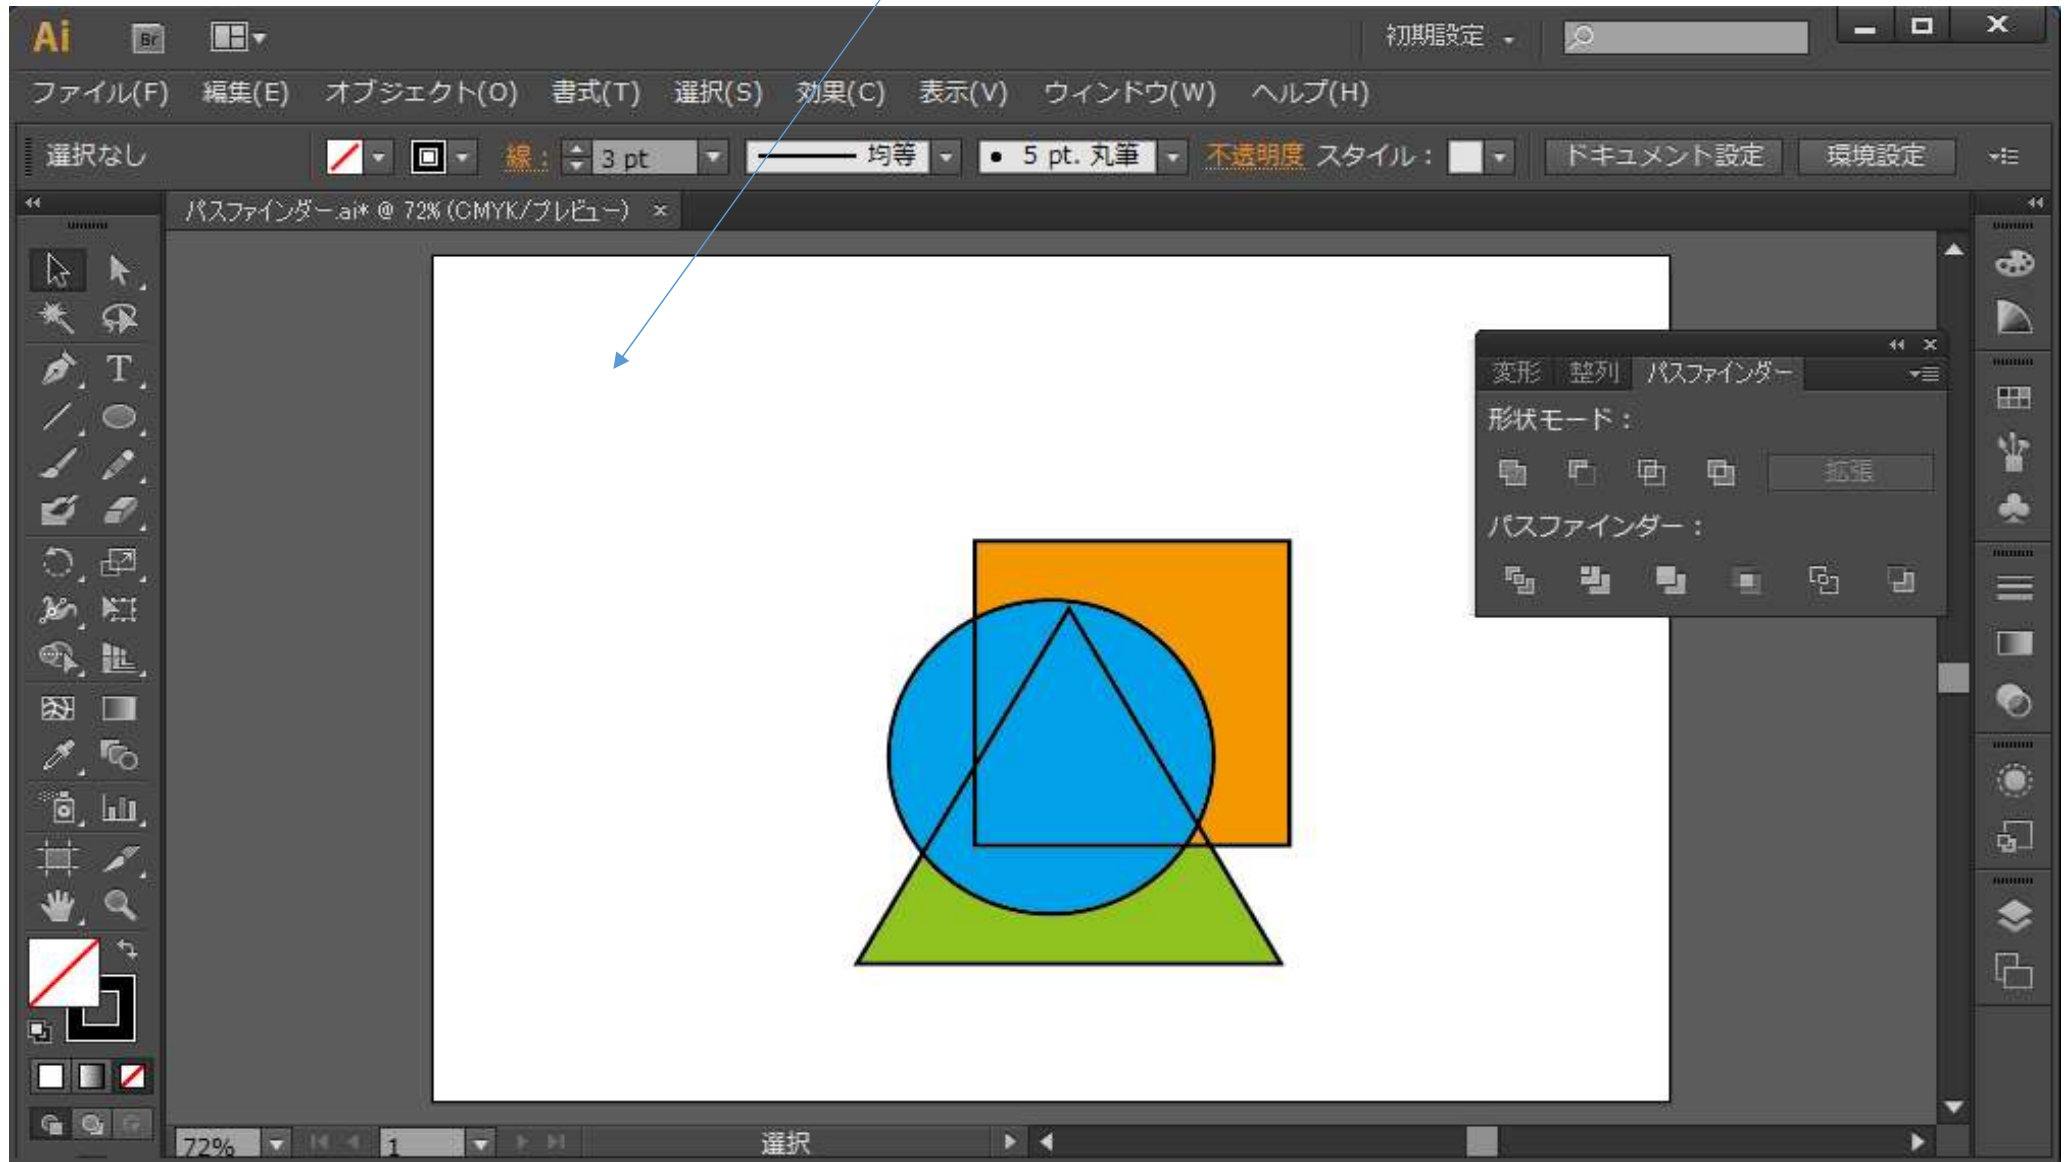 Ai Br 初期設定
ファイル(F) 編集(E) オブジェクト(O) 書式(T) 選択(S) 効果(C) 表示(V) ウィンドウ(W) ヘルプ(H)
選択なし 線： 3 pt 均等 5 pt. 丸筆 不透明度 スタイル： ドキュメント設定 環境設定
パスファインダー.ai* @ 72% (CMYK/プレビュー) ×
変形 整列 パスファインダー
形状モード：
拡張
パスファインダー：
72% 1 選択